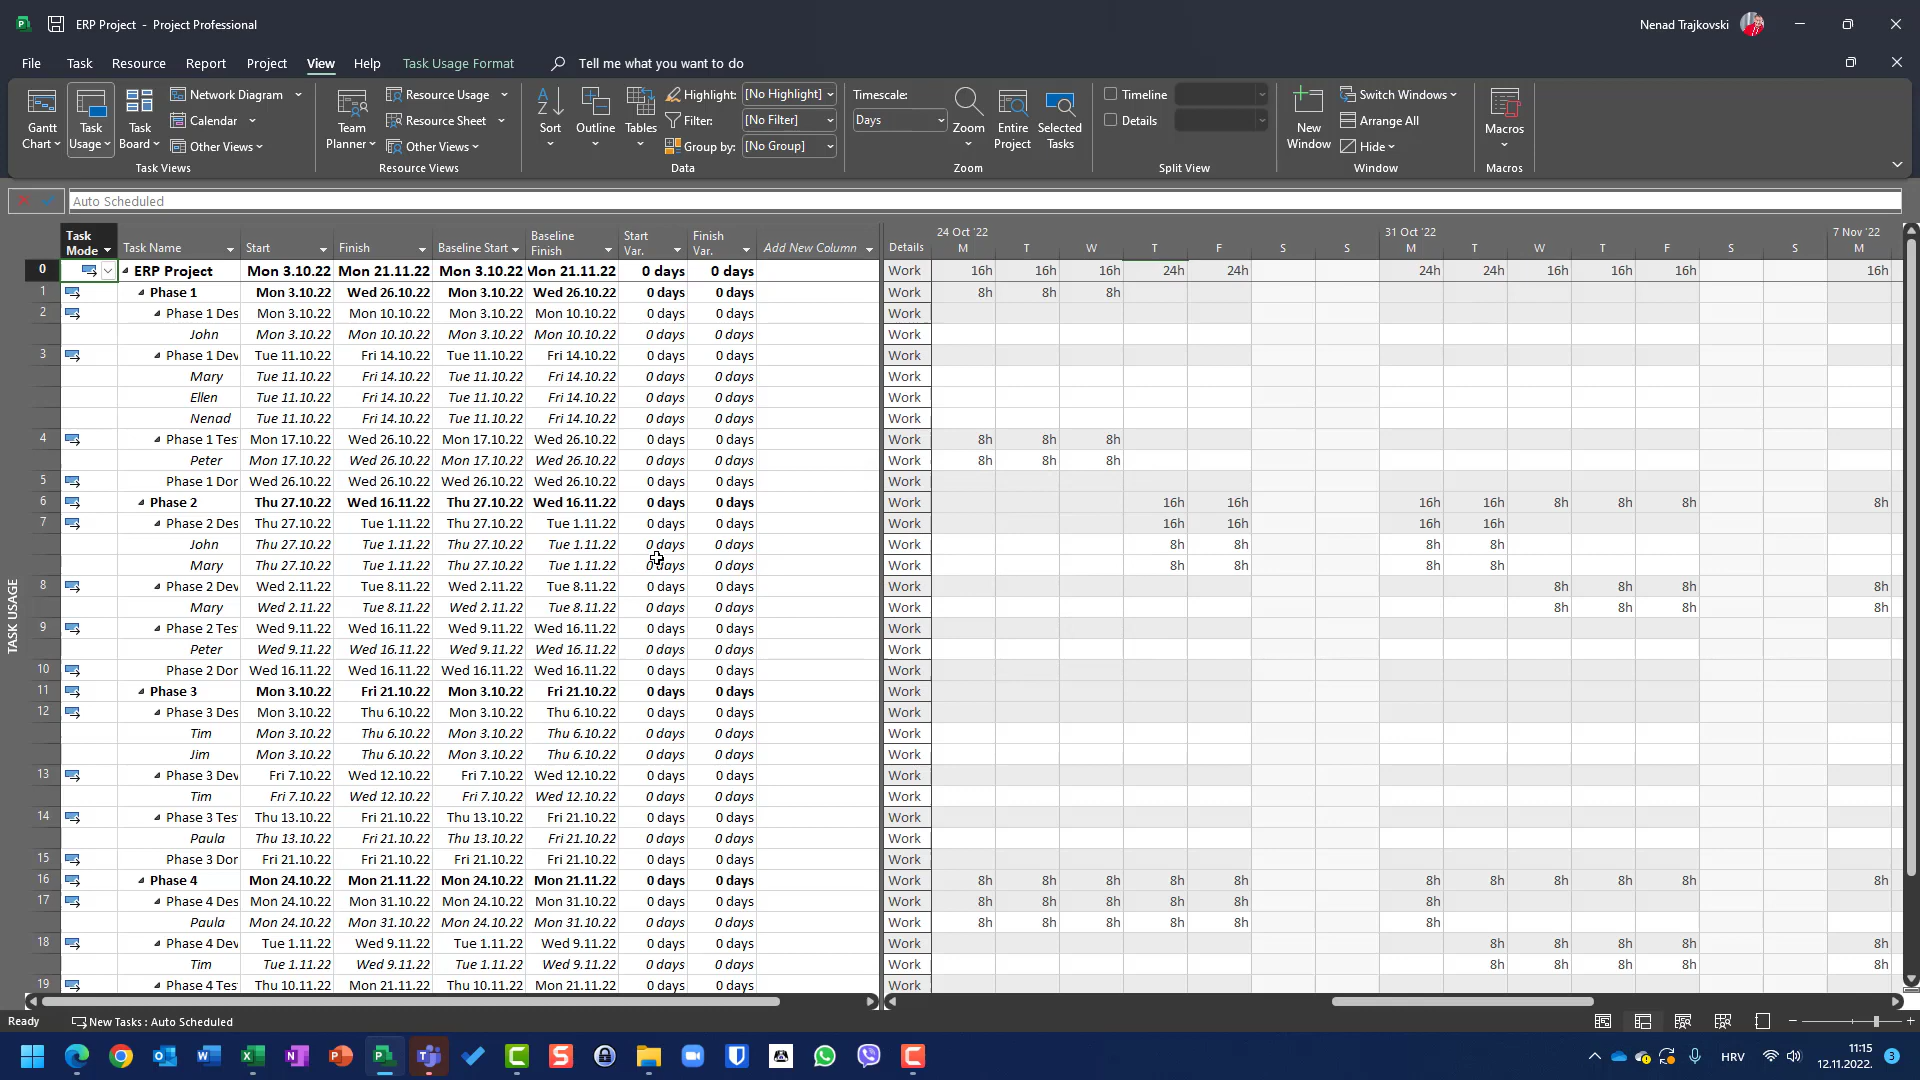 ERP Project - Project Professional
Nenad Trajkovski
File Task Resource Report Project View Help Task Usage Format Tell me what you want to do
Gantt Chart
Task Usage
Task Board
Network Diagram
Calendar
Other Views
Task Views
Team Planner
Resource Usage
Resource Sheet
Other Views
Resource Views
Sort
Outline
Tables
Highlight: [No Highlight]
Filter: [No Filter]
Group by: [No Group]
Data
Timescale:
Days
Zoom
Entire Project
Selected Tasks
Zoom
Timeline
Details
Split View
New Window
Switch Windows
Arrange All
Hide
Window
Macros
Macros
Auto Scheduled
TASK USAGE
Task Mode Task Name Start Finish Baseline Start Baseline Finish Start Var. Finish Var. Add New Column Details 24 Oct '22 31 Oct '22 7 Nov '22
M T W T F S S M T W T F S S M
0 ERP Project Mon 3.10.22 Mon 21.11.22 Mon 3.10.22 Mon 21.11.22 0 days 0 days Work 16h 16h 16h 24h 24h 24h 24h 16h 16h 16h 16h
1 Phase 1 Mon 3.10.22 Wed 26.10.22 Mon 3.10.22 Wed 26.10.22 0 days 0 days Work 8h 8h 8h
2 Phase 1 Des Mon 3.10.22 Mon 10.10.22 Mon 3.10.22 Mon 10.10.22 0 days 0 days Work
John Mon 3.10.22 Mon 10.10.22 Mon 3.10.22 Mon 10.10.22 0 days 0 days Work
3 Phase 1 Dev Tue 11.10.22 Fri 14.10.22 Tue 11.10.22 Fri 14.10.22 0 days 0 days Work
Mary Tue 11.10.22 Fri 14.10.22 Tue 11.10.22 Fri 14.10.22 0 days 0 days Work
Ellen Tue 11.10.22 Fri 14.10.22 Tue 11.10.22 Fri 14.10.22 0 days 0 days Work
Nenad Tue 11.10.22 Fri 14.10.22 Tue 11.10.22 Fri 14.10.22 0 days 0 days Work
4 Phase 1 Tes Mon 17.10.22 Wed 26.10.22 Mon 17.10.22 Wed 26.10.22 0 days 0 days Work 8h 8h 8h
Peter Mon 17.10.22 Wed 26.10.22 Mon 17.10.22 Wed 26.10.22 0 days 0 days Work 8h 8h 8h
5 Phase 1 Dor Wed 26.10.22 Wed 26.10.22 Wed 26.10.22 Wed 26.10.22 0 days 0 days Work
6 Phase 2 Thu 27.10.22 Wed 16.11.22 Thu 27.10.22 Wed 16.11.22 0 days 0 days Work 16h 16h 16h 16h 8h 8h 8h 8h
7 Phase 2 Des Thu 27.10.22 Tue 1.11.22 Thu 27.10.22 Tue 1.11.22 0 days 0 days Work 16h 16h 16h 16h
John Thu 27.10.22 Tue 1.11.22 Thu 27.10.22 Tue 1.11.22 0 days 0 days Work 8h 8h 8h 8h
Mary Thu 27.10.22 Tue 1.11.22 Thu 27.10.22 Tue 1.11.22 0 days 0 days Work 8h 8h 8h 8h
8 Phase 2 Dev Wed 2.11.22 Tue 8.11.22 Wed 2.11.22 Tue 8.11.22 0 days 0 days Work 8h 8h 8h 8h
Mary Wed 2.11.22 Tue 8.11.22 Wed 2.11.22 Tue 8.11.22 0 days 0 days Work 8h 8h 8h 8h
9 Phase 2 Tes Wed 9.11.22 Wed 16.11.22 Wed 9.11.22 Wed 16.11.22 0 days 0 days Work
Peter Wed 9.11.22 Wed 16.11.22 Wed 9.11.22 Wed 16.11.22 0 days 0 days Work
10 Phase 2 Dor Wed 16.11.22 Wed 16.11.22 Wed 16.11.22 Wed 16.11.22 0 days 0 days Work
11 Phase 3 Mon 3.10.22 Fri 21.10.22 Mon 3.10.22 Fri 21.10.22 0 days 0 days Work
12 Phase 3 Des Mon 3.10.22 Thu 6.10.22 Mon 3.10.22 Thu 6.10.22 0 days 0 days Work
Tim Mon 3.10.22 Thu 6.10.22 Mon 3.10.22 Thu 6.10.22 0 days 0 days Work
Jim Mon 3.10.22 Thu 6.10.22 Mon 3.10.22 Thu 6.10.22 0 days 0 days Work
13 Phase 3 Dev Fri 7.10.22 Wed 12.10.22 Fri 7.10.22 Wed 12.10.22 0 days 0 days Work
Tim Fri 7.10.22 Wed 12.10.22 Fri 7.10.22 Wed 12.10.22 0 days 0 days Work
14 Phase 3 Tes Thu 13.10.22 Fri 21.10.22 Thu 13.10.22 Fri 21.10.22 0 days 0 days Work
Paula Thu 13.10.22 Fri 21.10.22 Thu 13.10.22 Fri 21.10.22 0 days 0 days Work
15 Phase 3 Dor Fri 21.10.22 Fri 21.10.22 Fri 21.10.22 Fri 21.10.22 0 days 0 days Work
16 Phase 4 Mon 24.10.22 Mon 21.11.22 Mon 24.10.22 Mon 21.11.22 0 days 0 days Work 8h 8h 8h 8h 8h 8h 8h 8h 8h 8h 8h
17 Phase 4 Des Mon 24.10.22 Mon 31.10.22 Mon 24.10.22 Mon 31.10.22 0 days 0 days Work 8h 8h 8h 8h 8h 8h
Paula Mon 24.10.22 Mon 31.10.22 Mon 24.10.22 Mon 31.10.22 0 days 0 days Work 8h 8h 8h 8h 8h 8h
18 Phase 4 Dev Tue 1.11.22 Wed 9.11.22 Tue 1.11.22 Wed 9.11.22 0 days 0 days Work 8h 8h 8h 8h 8h
Tim Tue 1.11.22 Wed 9.11.22 Tue 1.11.22 Wed 9.11.22 0 days 0 days Work 8h 8h 8h 8h 8h
19 Phase 4 Tes Thu 10.11.22 Mon 21.11.22 Thu 10.11.22 Mon 21.11.22 0 days 0 days Work
Ready New Tasks : Auto Scheduled
HRV
11:15
12.11.2022.
3